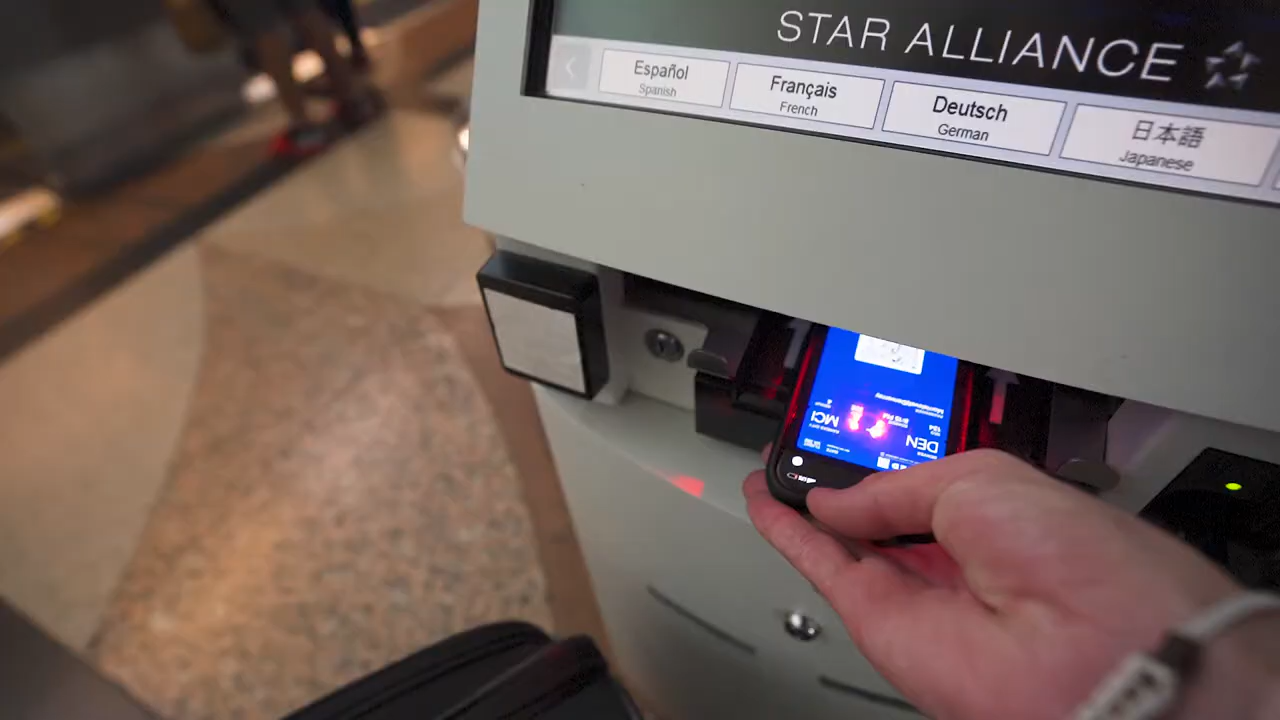 STAR ALLIANCE
Español
Spanish
Français
French
Deutsch
German
日本語
Japanese
DEN
MCI